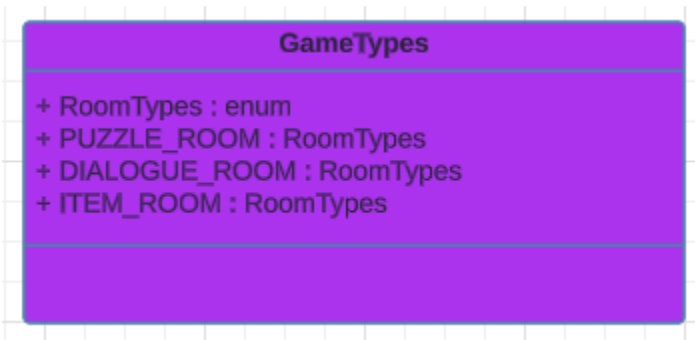 GameTypes
+ RoomTypes : enum
+ PUZZLE_ROOM : RoomTypes
+ DIALOGUE_ROOM : RoomTypes
+ ITEM_ROOM : RoomTypes